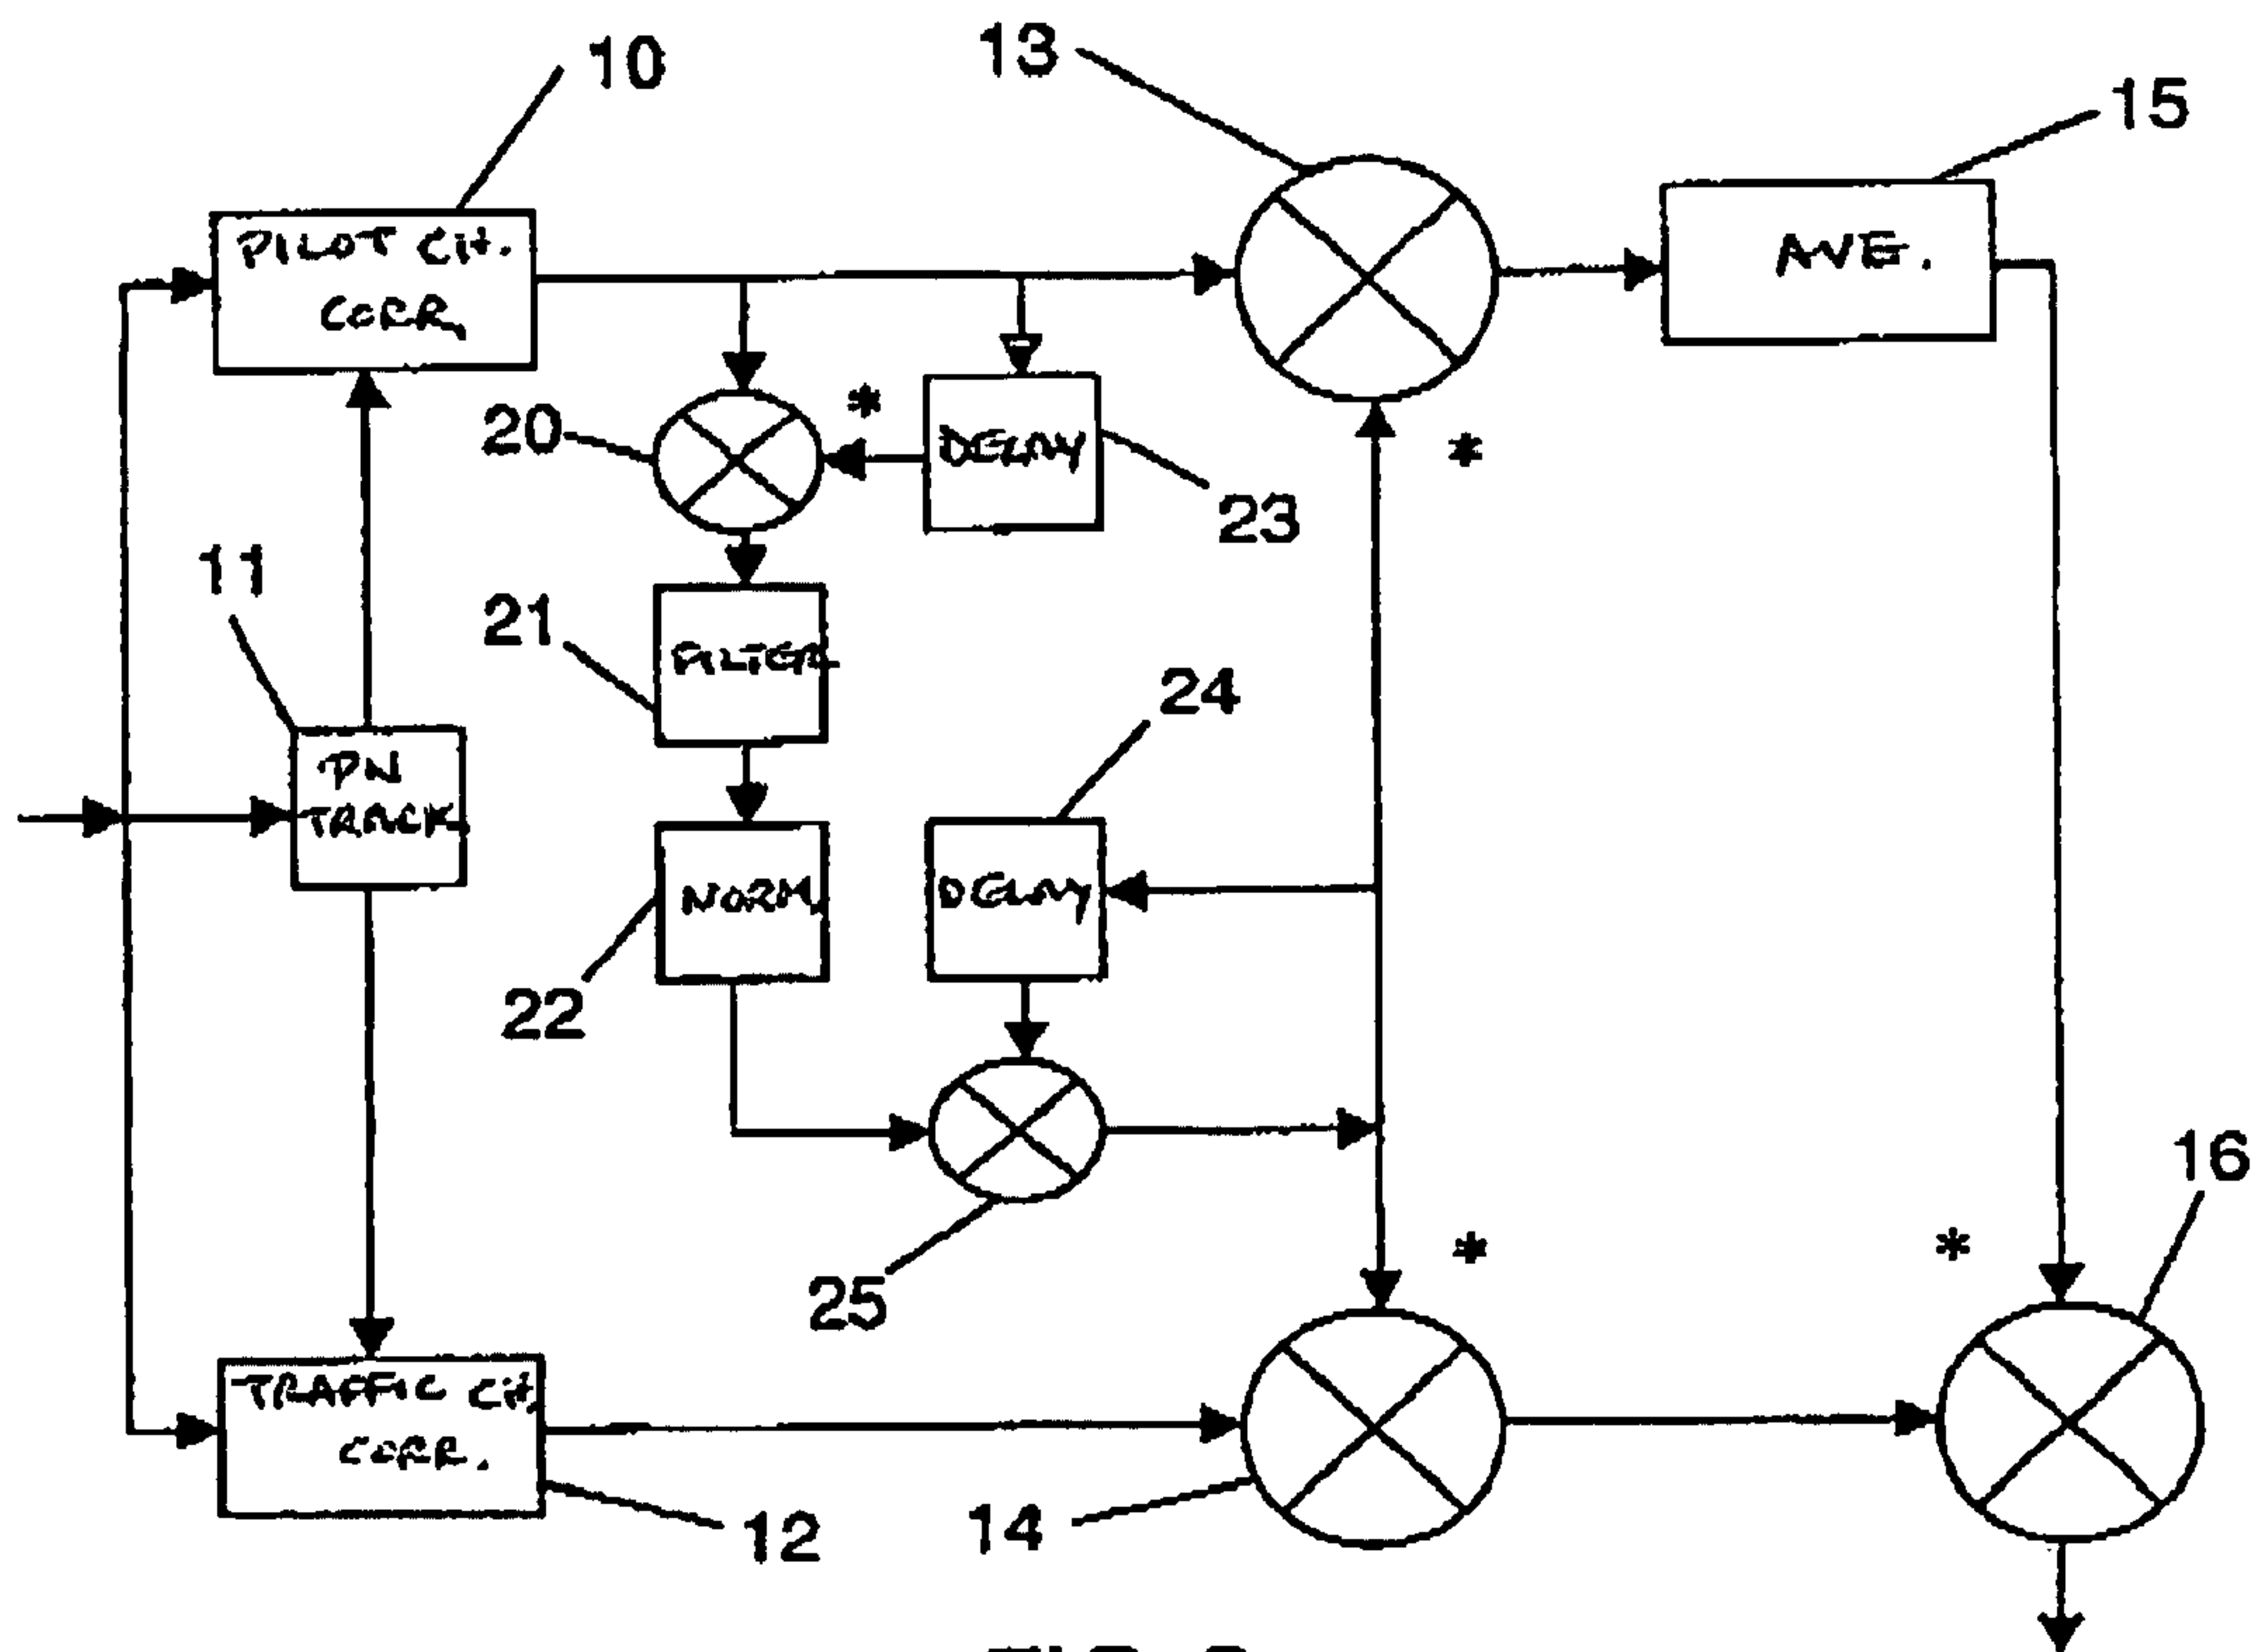 10
13
15
PILOT CH.
CORR,
AVE.
20
*
DELAY
*
23
11
21
24
PN
TRACK
NORM,
DELAY
22
25
*
*
16
TRAFFIC CH,
CORR.
12
14